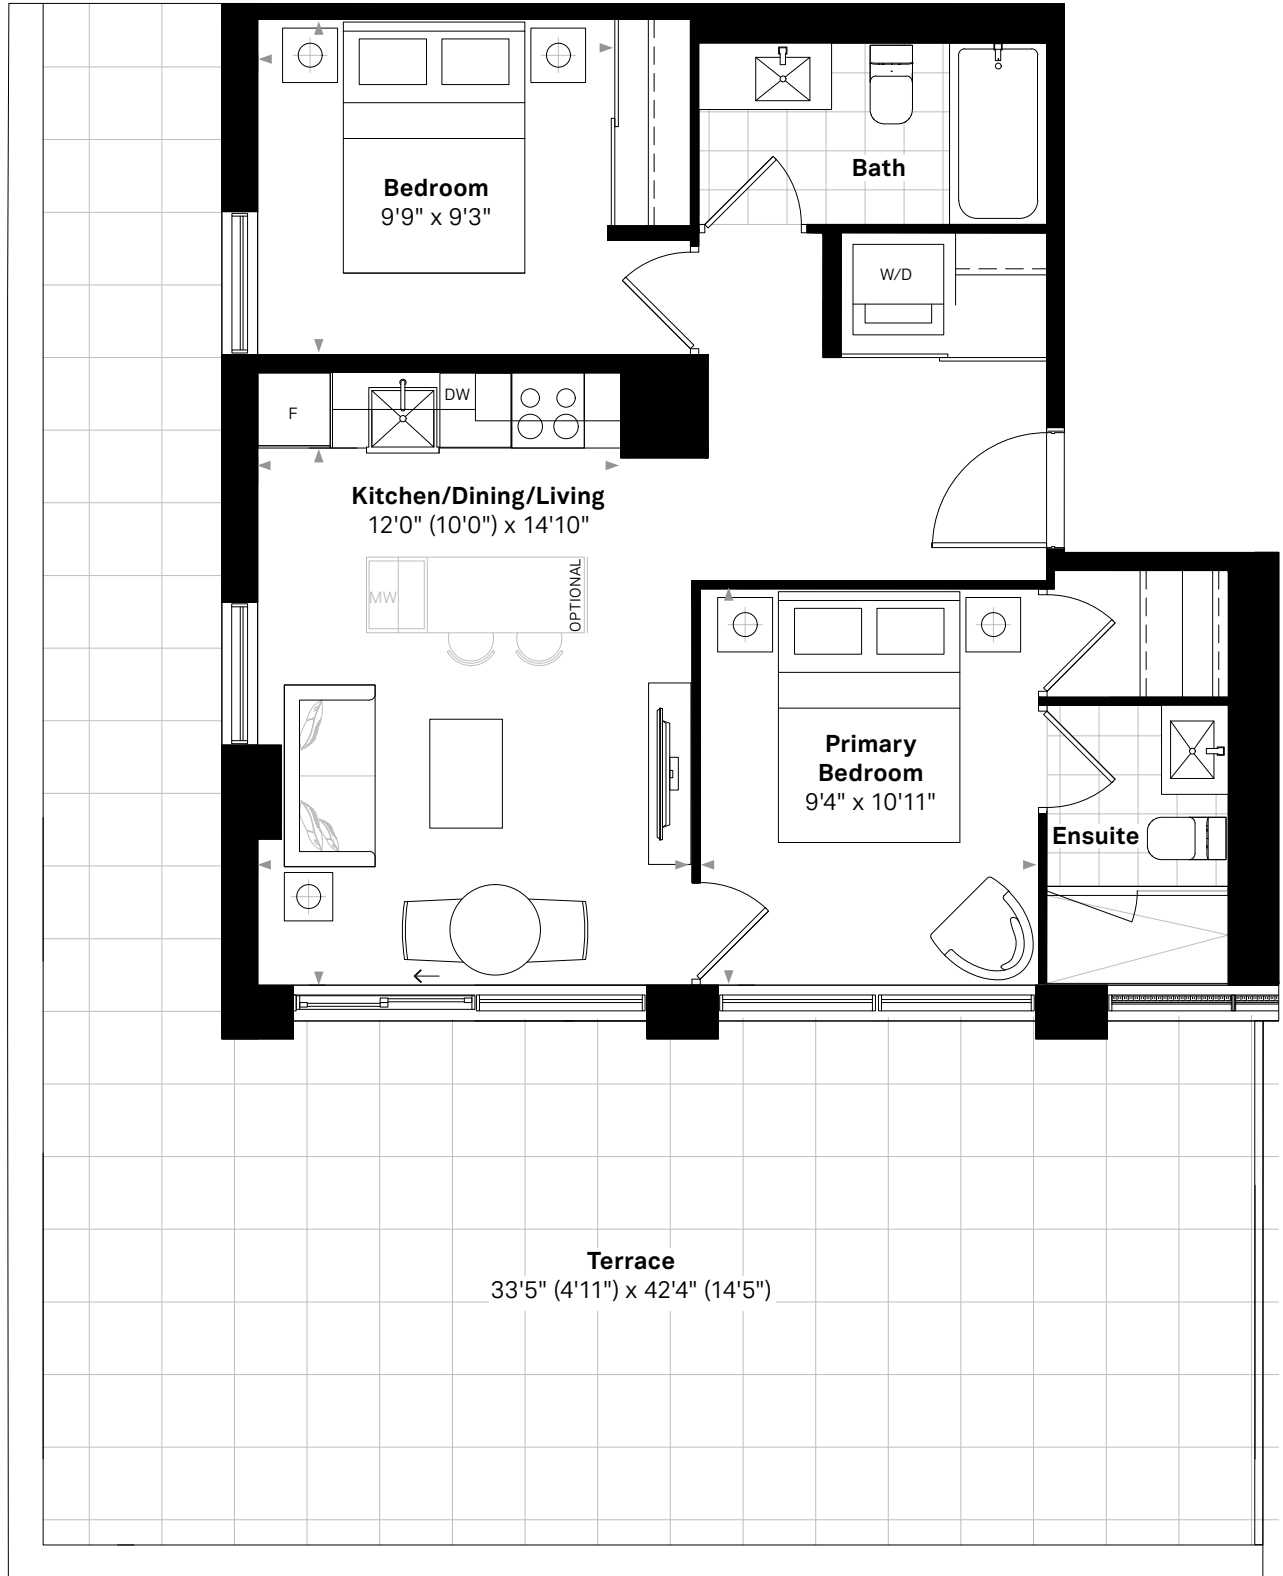 Bath
Bedroom
9'9" x 9'3"
W/D
F
DW
Kitchen/Dining/Living
12'0" (10'0") x 14'10"
MW
OPTIONAL
Primary
Bedroom
9'4" x 10'11"
Ensuite
Terrace
33'5" (4'11") x 42'4" (14'5")